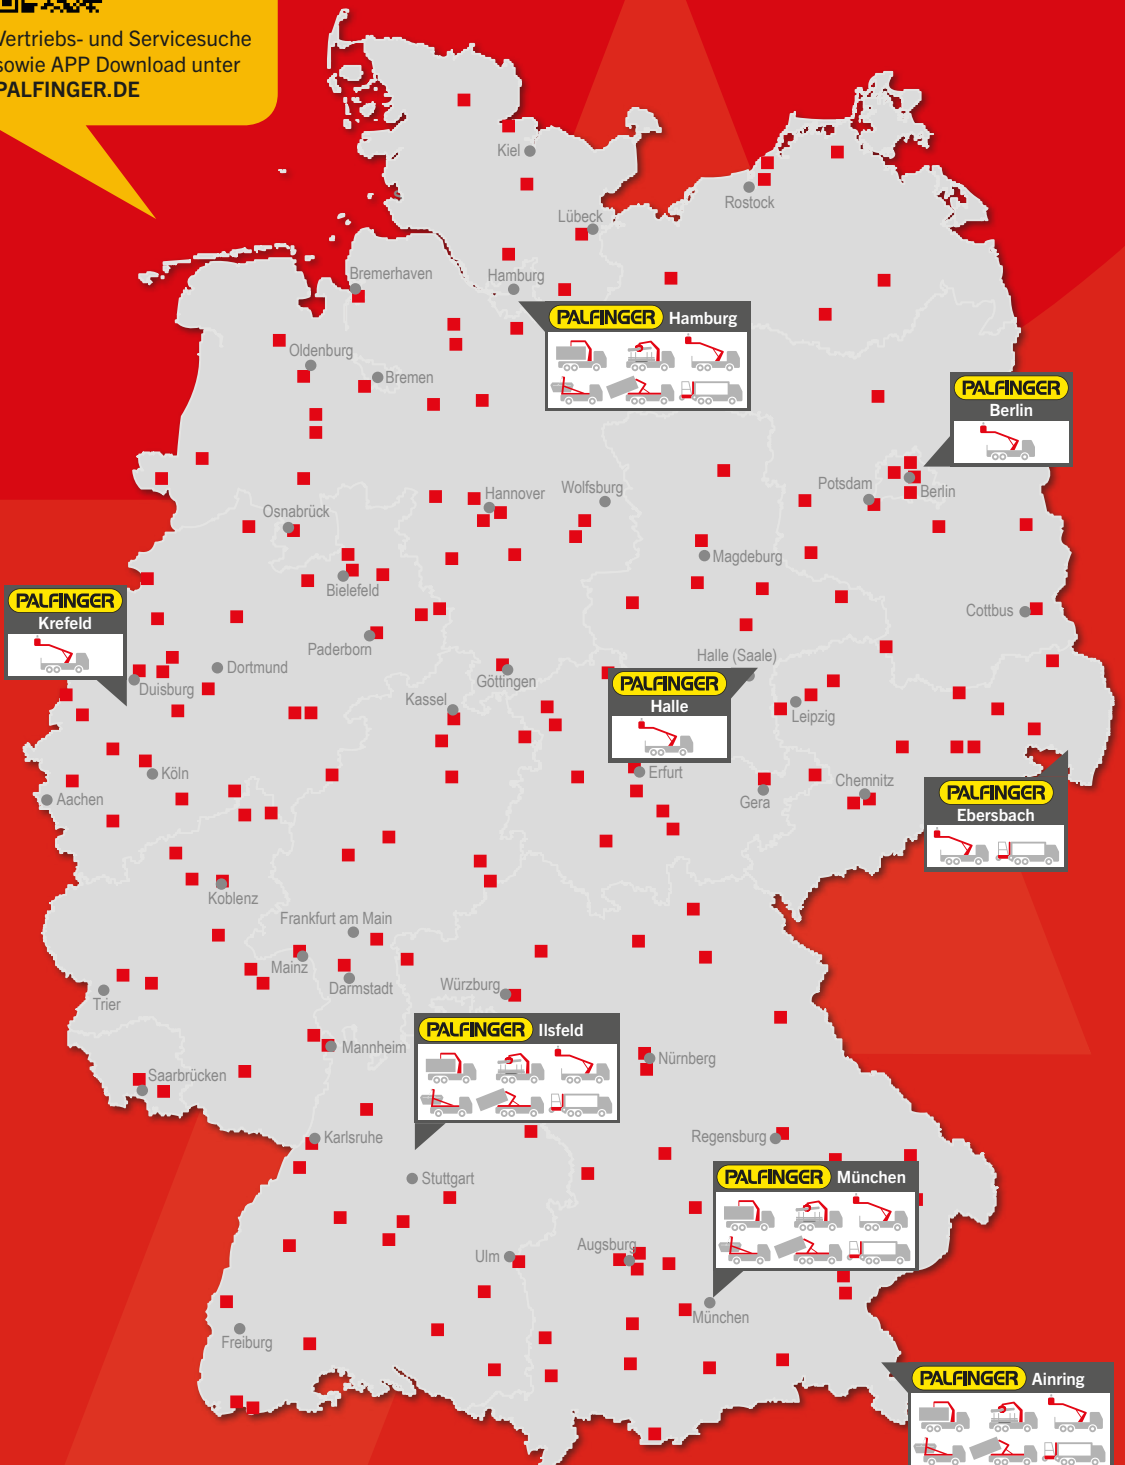 Vertriebs- und Servicesuche
sowie APP Download unter
PALFINGER.DE
Kiel
Rostock
Lübeck
Bremerhaven
Hamburg
PALFINGER Hamburg
Oldenburg
Bremen
PALFINGER
Berlin
Hannover
Wolfsburg
Potsdam
Berlin
Osnabrück
Magdeburg
Bielefeld
PALFINGER
Krefeld
Cottbus
Paderborn
Halle (Saale)
Dortmund
Göttingen
Duisburg
Kassel
PALFINGER
Halle
Leipzig
Köln
Erfurt
Aachen
Gera
Chemnitz
PALFINGER
Ebersbach
Koblenz
Frankfurt am Main
Mainz
Darmstadt
Würzburg
Trier
PALFINGER Ilsfeld
Mannheim
Nürnberg
Saarbrücken
Karlsruhe
Regensburg
Stuttgart
PALFINGER München
Ulm
Augsburg
München
Freiburg
PALFINGER Ainring